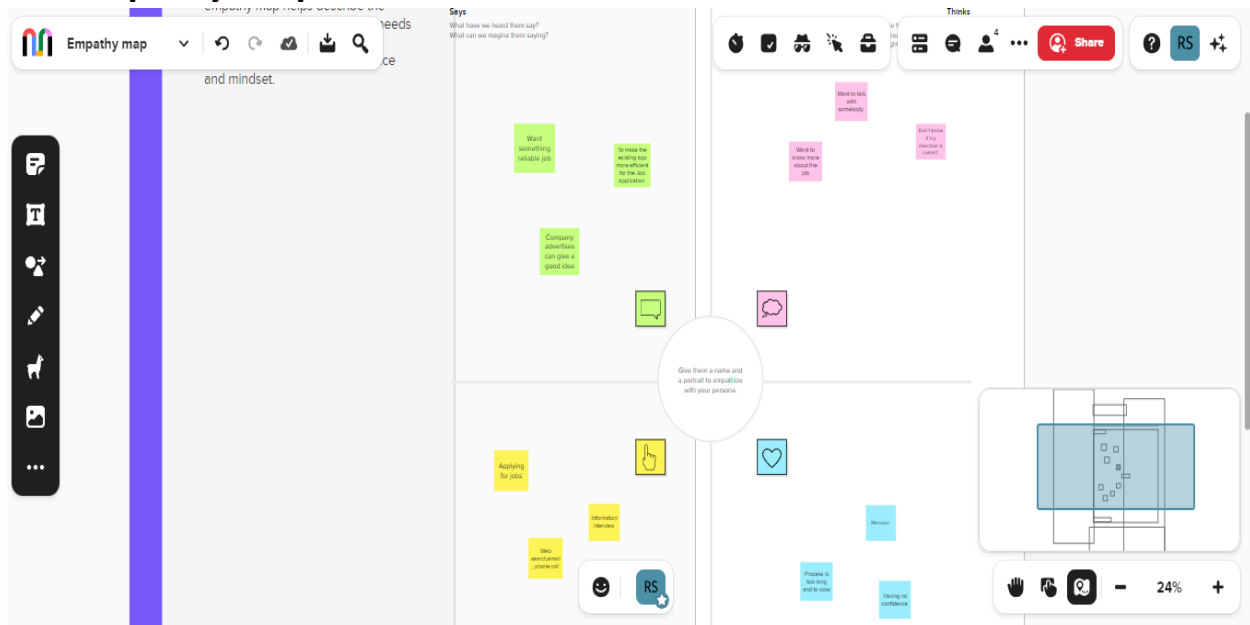 empathy map helps describe the
needs
ce
and mindset.
Empathy map
Says
What have we heard them say?
What can we magine them saying?
Thinks
4
Share
RS
Want
something
reliable job
To make the
existing app
more efficient
for the Job
application
Company
advertises
can give a
good idea
Want to tels
with
somebody
Want to
know more
about the
job
Don't know
if my
direction is
correct
Give them a name and
a portrait to empathize
with your persona.
Applying
for jobs
Information
interview
Web
, phone call
RS
Nervous
Process is
too long
end to slow
Having no
confidence
24%